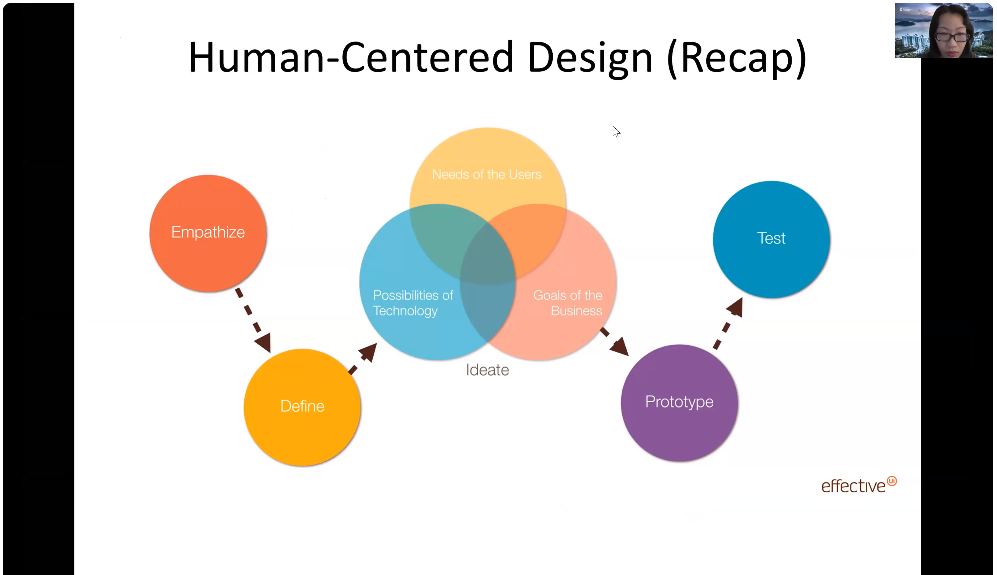 Human-Centered Design (Recap)
Needs of the Users
Empathize
Test
Possibilities of
Technology
Goals of the
Business
Ideate
Define
Prototype
effective UI